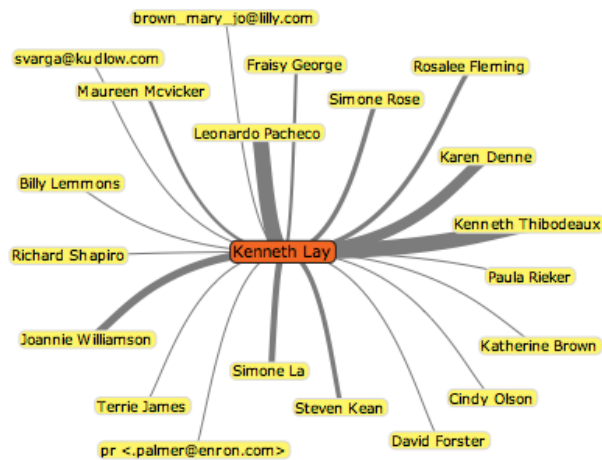 brown_mary_jo@lilly.com
svarga@kudlow.com
Fraisy George
Rosalee Fleming
Maureen Mcvicker
Simone Rose
Leonardo Pacheco
Karen Denne
Billy Lemmons
Kenneth Thibodeaux
Kenneth Lay
Richard Shapiro
Paula Rieker
Joannie Williamson
Katherine Brown
Simone La
Cindy Olson
Terrie James
Steven Kean
David Forster
pr <.palmer@enron.com>